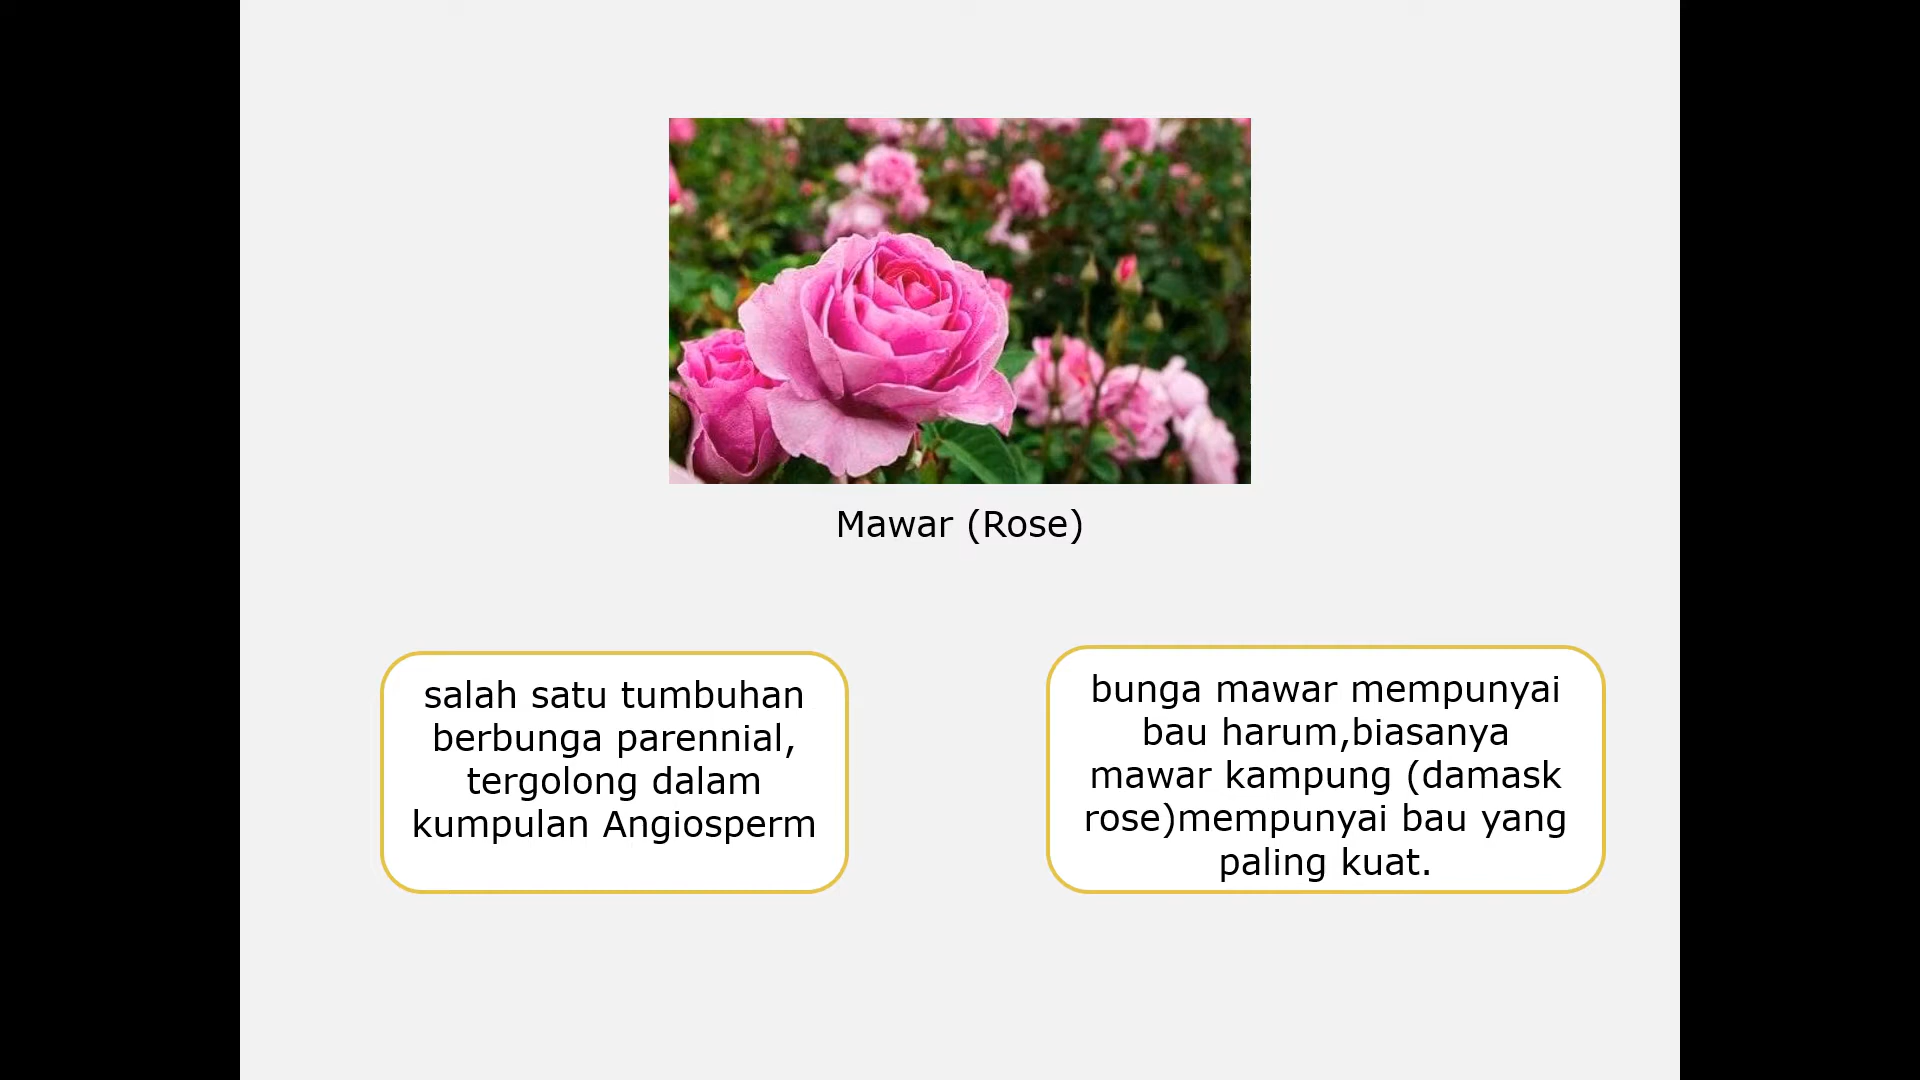 Mawar (Rose)
salah satu tumbuhan
berbunga parennial,
tergolong dalam
kumpulan Angiosperm
bunga mawar mempunyai
bau harum,biasanya
mawar kampung (damask
rose)mempunyai bau yang
paling kuat.